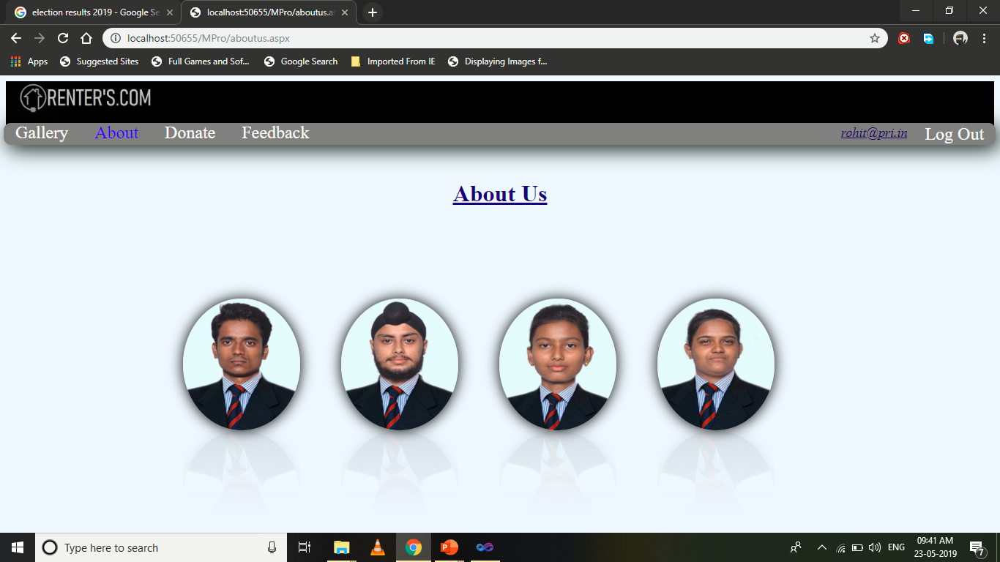 election results 2019 - Google Se
localhost:50655/MPro/aboutus.as
localhost:50655/MPro/aboutus.aspx
Apps
Suggested Sites
Full Games and Sof...
Google Search
Imported From IE
Displaying Images f...
RENTER'S.COM
Gallery About Donate Feedback rohit@pri.in Log Out
About Us
Type here to search
ENG
09:41 AM
23-05-2019
7